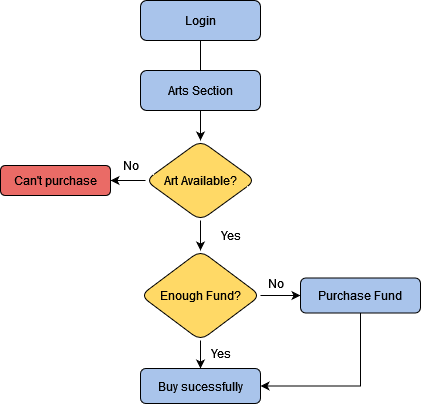 Login
Arts Section
No
Can't purchase
Art Available?
Yes
Enough Fund?
No
Purchase Fund
Yes
Buy sucessfully